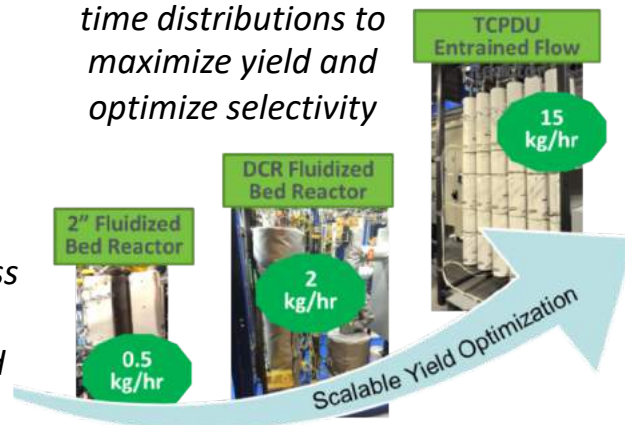 time distributions to
maximize yield and
optimize selectivity
TCPDU
Entrained Flow
Reactor
15
kg/hr
DCR Fluidized
Bed Reactor
2
kg/hr
2” Fluidized
Bed Reactor
0.5
kg/hr
Scalable Yield Optimization